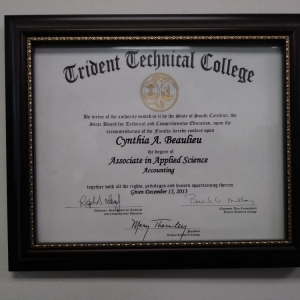 Trident Technical College
By virtue of the authority vested in it by the State of South Carolina, the
State Board for Technical and Comprehensive Education, upon the
recommendation of the Faculty, hereby confers upon
Cynthia A. Beaulieu
the degree of
Associate in Applied Science
Accounting
together with all the rights, privileges and honors appertaining thereto
Given December 13, 2013
Mary Thornley